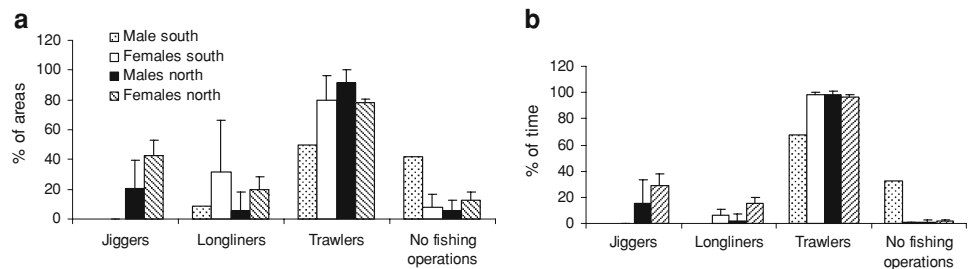 a
120
100
80
60
40
20
0
% of areas
Male south
Females south
Males north
Females north
Jiggers
Longliners
Trawlers
No fishing
operations
b
120
100
80
60
40
20
0
% of time
Jiggers
Longliners
Trawlers
No fishing
operations